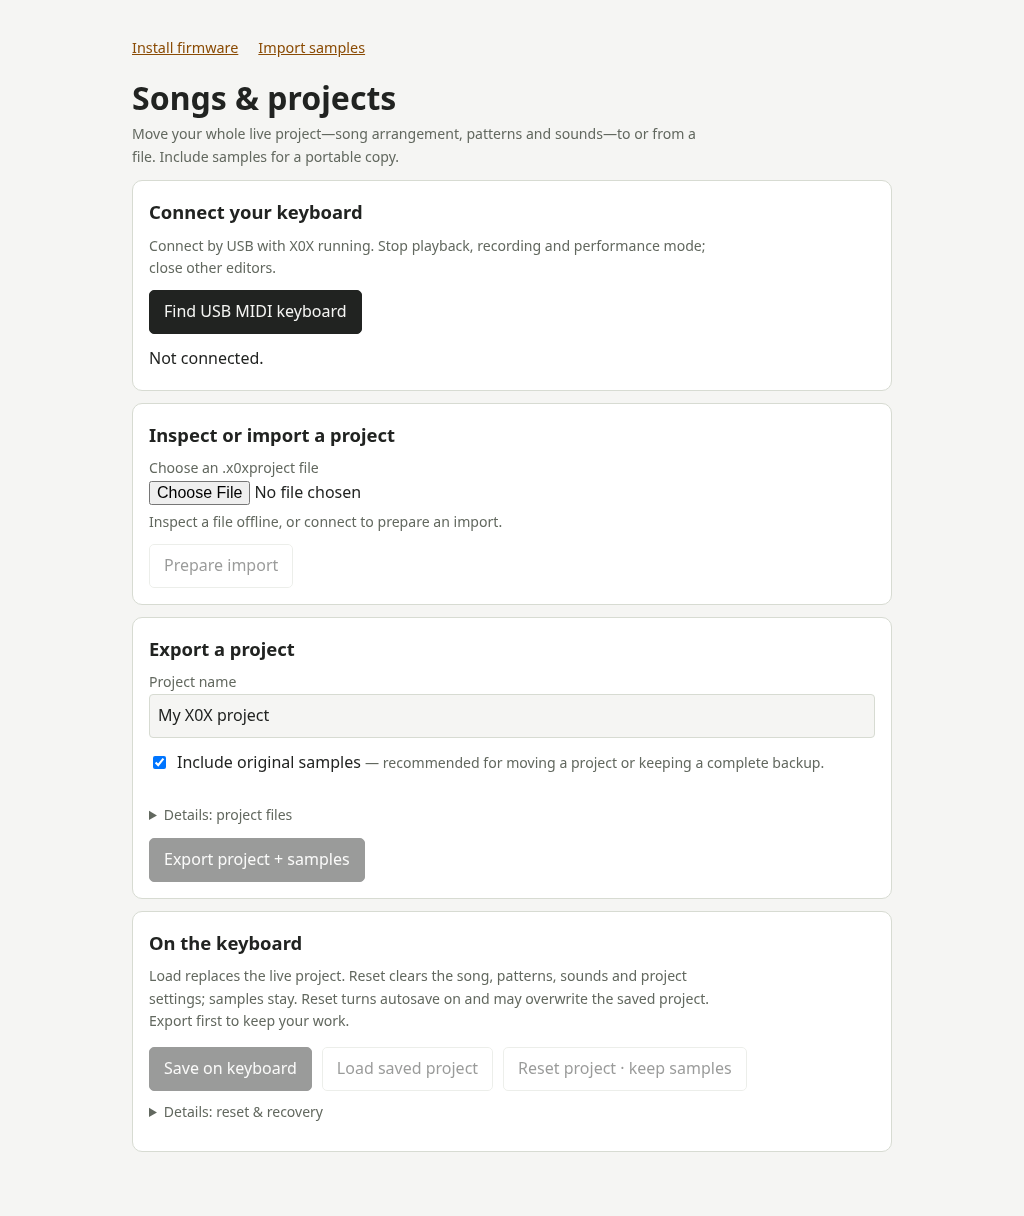 Install firmware Import samples
Songs & projects
Move your whole live project—song arrangement, patterns and sounds—to or from a
file. Include samples for a portable copy.
Connect your keyboard
Connect by USB with X0X running. Stop playback, recording and performance mode;
close other editors.
Find USB MIDI keyboard
Not connected.
Inspect or import a project
Choose an .x0xproject file
Choose File No file chosen
Inspect a file offline, or connect to prepare an import.
Prepare import
Export a project
Project name
My X0X project
Include original samples — recommended for moving a project or keeping a complete backup.
Details: project files
Export project + samples
On the keyboard
Load replaces the live project. Reset clears the song, patterns, sounds and project
settings; samples stay. Reset turns autosave on and may overwrite the saved project.
Export first to keep your work.
Save on keyboard Load saved project Reset project · keep samples
Details: reset & recovery